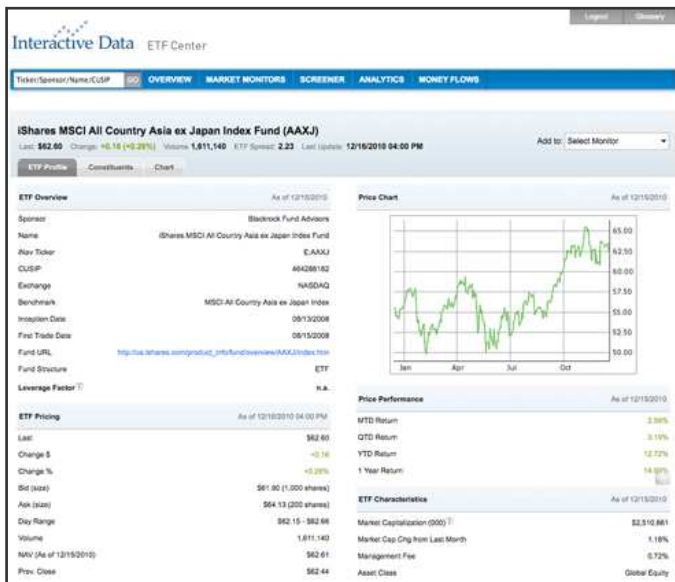 Logout Glossary
Interactive Data ETF Center
Ticker/Sponsor/Name/CUSIP GO OVERVIEW MARKET MONITORS SCREENER ANALYTICS MONEY FLOWS
iShares MSCI All Country Asia ex Japan Index Fund (AAXJ)
Last: $62.60 Change: +0.16 (+0.26%) Volume 1,611,140 ETF Spread: 2.23 Last Update: 12/16/2010 04:00 PM
Add to: Select Monitor
ETF Profile Constituents Chart
ETF Overview As of 12/15/2010
Sponsor Blackrock Fund Advisors
Name iShares MSCI All Country Asia ex Japan Index Fund
iNav Ticker E:AAXJ
CUSIP 464288182
Exchange NASDAQ
Benchmark MSCI All Country Asia ex Japan Index
Inception Date 08/13/2008
First Trade Date 08/15/2008
Fund URL http://us.ishares.com/product_info/fund/overview/AAXJ/index.htm
Fund Structure ETF
Leverage Factor n.a.
ETF Pricing As of 12/16/2010 04:00 PM
Last $62.60
Change $ +0.16
Change % +0.26%
Bid (size) $61.90 (1,000 shares)
Ask (size) $64.13 (200 shares)
Day Range $62.15 - $62.66
Volume 1,611,140
NAV (As of 12/15/2010) $62.61
Prev. Close $62.44
Price Chart As of 12/15/2010
65.00
62.50
60.00
57.50
55.00
52.50
50.00
Jan Apr Jul Oct
Price Performance As of 12/15/2010
MTD Return
QTD Return 3.19%
YTD Return 12.72%
1 Year Return
ETF Characteristics As of 12/15/2010
Market Capitalization (000) $2,510,661
Market Cap Chg from Last Month 1.18%
Management Fee 0.72%
Asset Class Global Equity